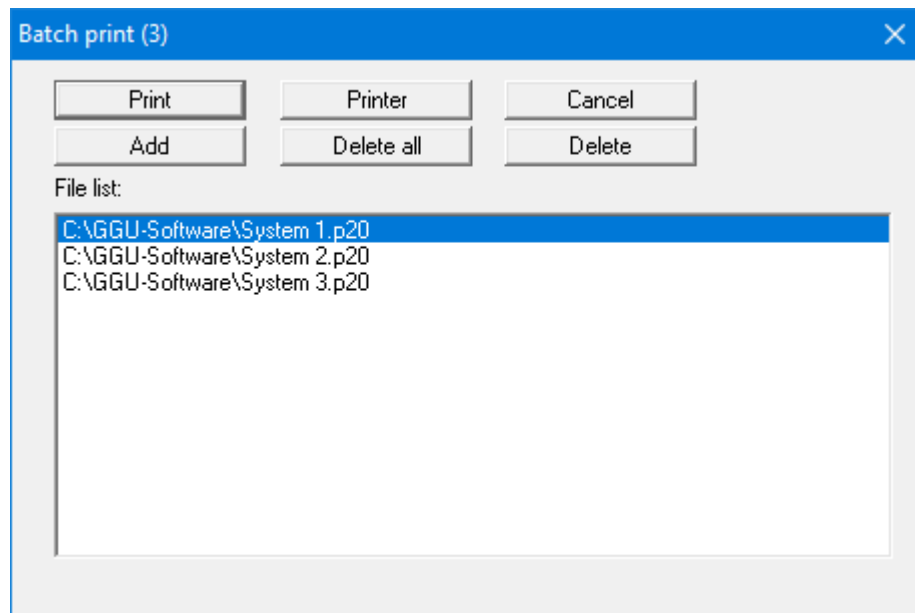 Batch print (3)
Print Printer Cancel
Add Delete all Delete
File list:
C:\GGU-Software\System 1.p20
C:\GGU-Software\System 2.p20
C:\GGU-Software\System 3.p20